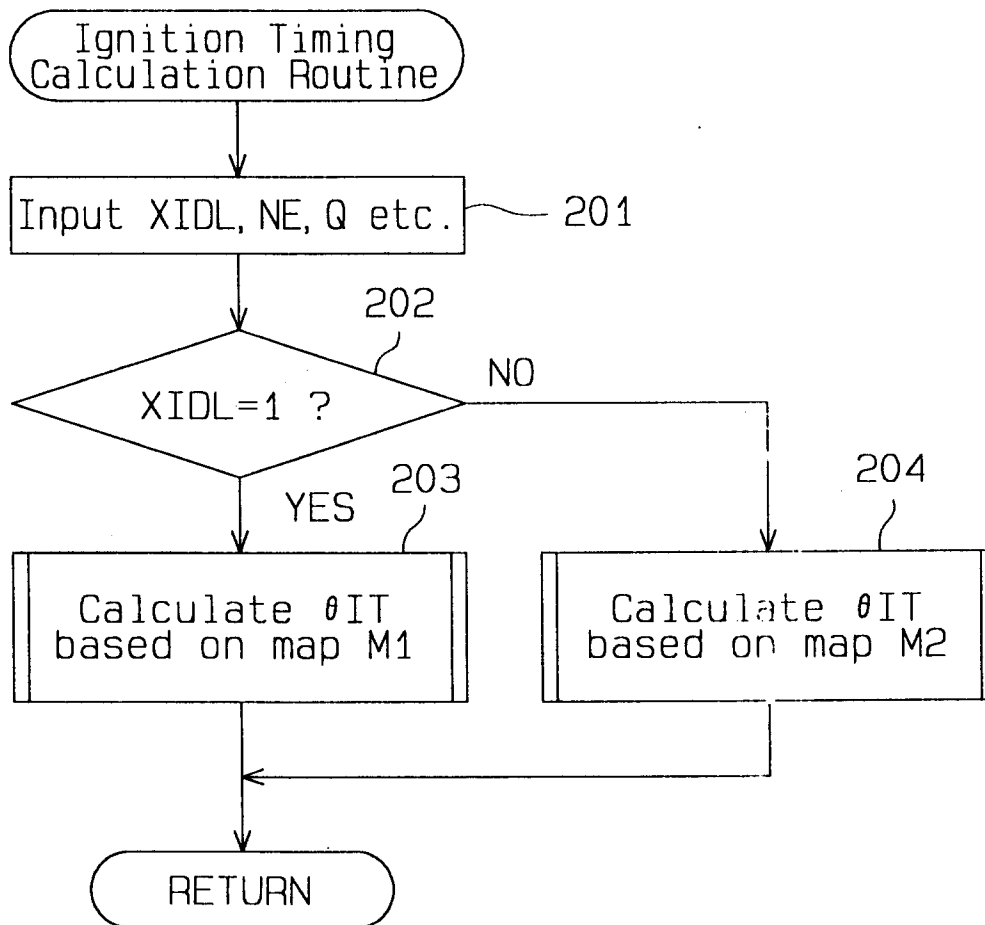 Ignition Timing
Calculation Routine
Input XIDL, NE, Q etc.
201
202
XIDL=1 ?
NO
YES
203
204
Calculate θIT
based on map M1
Calculate θIT
based on map M2
RETURN